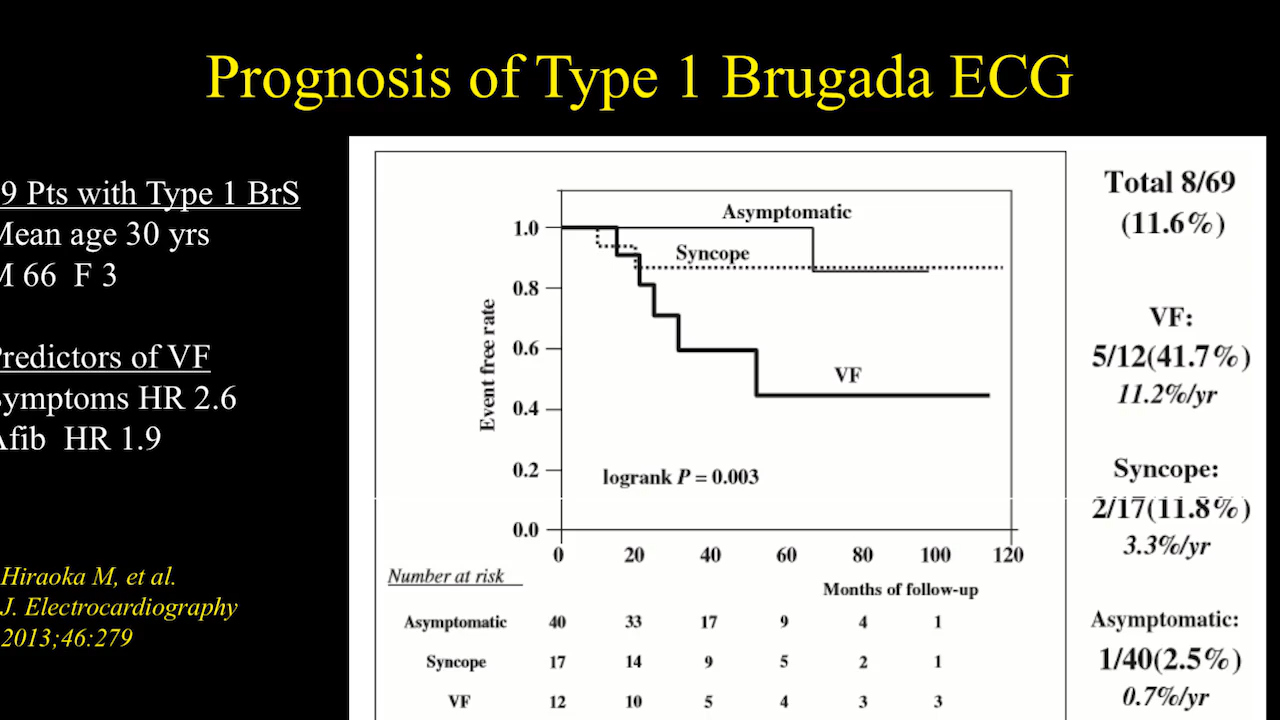 Prognosis of Type 1 Brugada ECG
9 Pts with Type 1 BrS
Mean age 30 yrs
M 66 F 3
Predictors of VF
Symptoms HR 2.6
Afib HR 1.9
Hiraoka M, et al.
J. Electrocardiography
2013;46:279
Event free rate
1.0
0.8
0.6
0.4
0.2
0.0
Asymptomatic
Syncope
VF
logrank P = 0.003
0 20 40 60 80 100 120
Months of follow-up
Number at risk
Asymptomatic 40 33 17 9 4 1
Syncope 17 14 9 5 2 1
VF 12 10 5 4 3 3
Total 8/69
(11.6%)
VF:
5/12(41.7%)
11.2%/yr
Syncope:
2/17(11.8%)
3.3%/yr
Asymptomatic:
1/40(2.5%)
0.7%/yr